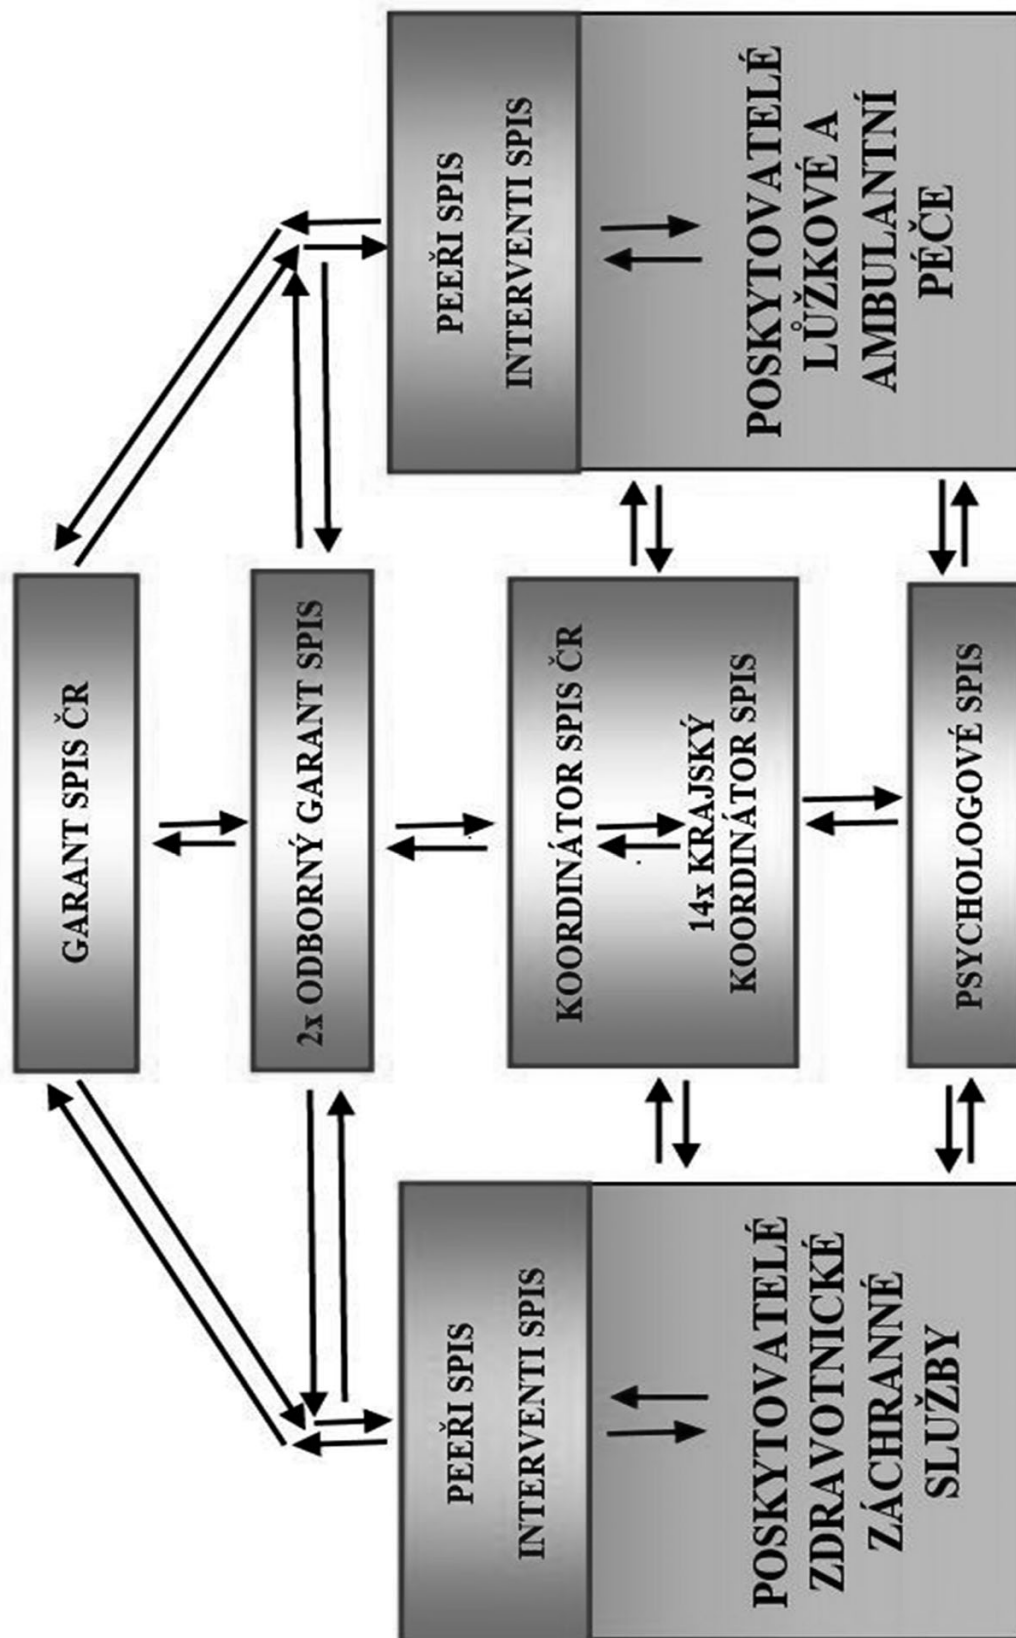 GARANT SPIS ČR
2x ODBORNÝ GARANT SPIS
KOORDINÁTOR SPIS ČR
14x KRAJSKÝ
KOORDINÁTOR SPIS
PSYCHOLOGOVÉ SPIS
PEEŘI SPIS
INTERVENTI SPIS
POSKYTOVATELÉ
ZDRAVOTNICKÉ
ZÁCHRANNÉ
SLUŽBY
PEEŘI SPIS
INTERVENTI SPIS
POSKYTOVATELÉ
LŮŽKOVÉ A
AMBULANTNÍ
PÉČE